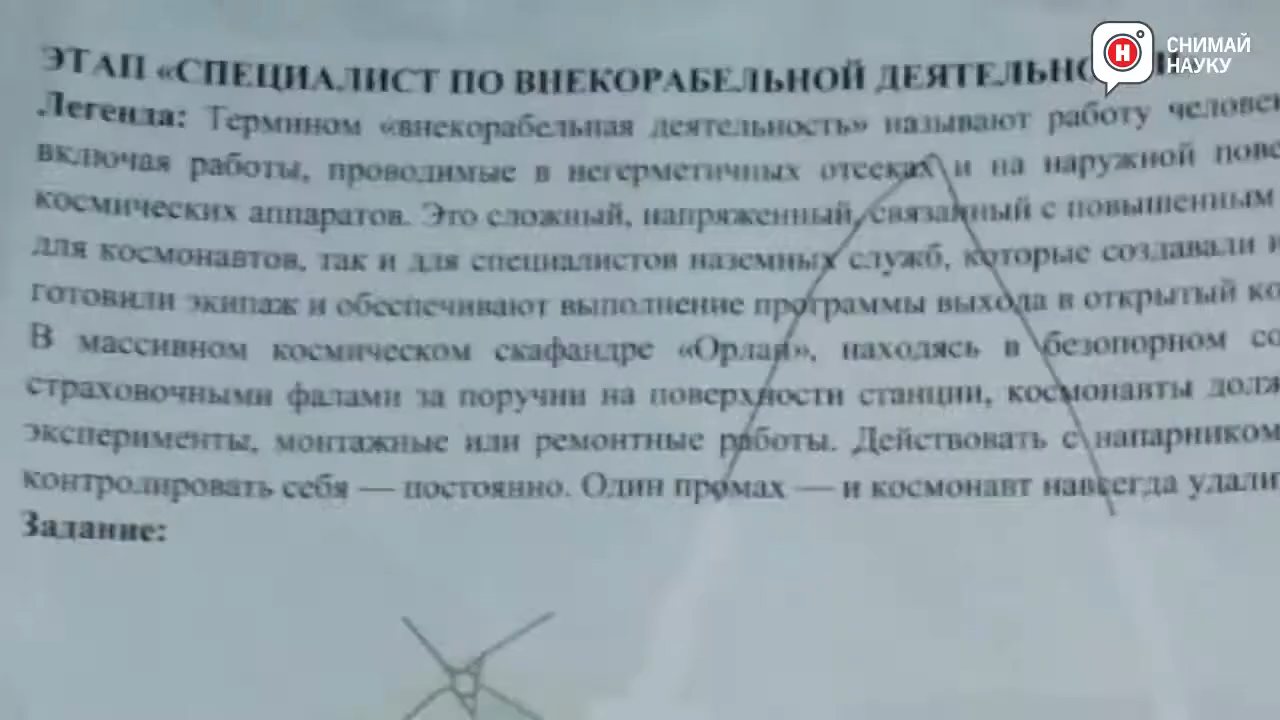 ЭТАП «СПЕЦИАЛИСТ ПО ВНЕКОРАБЕЛЬНОЙ
Легенда: Термином «внекорабельная деятельность» называют работу
включая работы, проводимые в негерметичных отсеках и на наружной
космических аппаратов. Это сложный, напряженный, связанный с повышенным
для космонавтов, так и для специалистов наземных служб, которые создавали
готовили экипаж и обеспечивают выполнение программы выхода в открытый
В массивном космическом скафандре «Орлан», находясь в безопорном
страховочными фалами за поручни на поверхности станции, космонавты
эксперименты, монтажные или ремонтные работы. Действовать с напарником
контролировать себя — постоянно. Один промах — и космонавт навсегда
Задание:
Н СНИМАЙ
НАУКУ